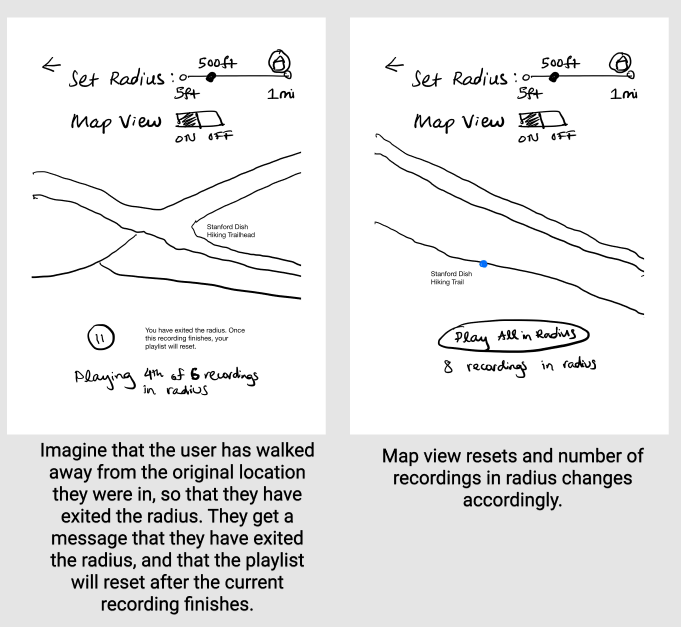 500ft
Set Radius:
5ft
1mi
Map View
ON OFF
Stanford Dish
Hiking Trailhead
You have exited the radius. Once
this recording finishes, your
playlist will reset.
Playing 4th of 6 recordings
in radius
Imagine that the user has walked
away from the original location
they were in, so that they have
exited the radius. They get a
message that they have exited
the radius, and that the playlist
will reset after the current
recording finishes.
500ft
Set Radius:
5ft
1mi
Map View
ON OFF
Stanford Dish
Hiking Trail
Play All in Radius
8 recordings in radius
Map view resets and number of
recordings in radius changes
accordingly.